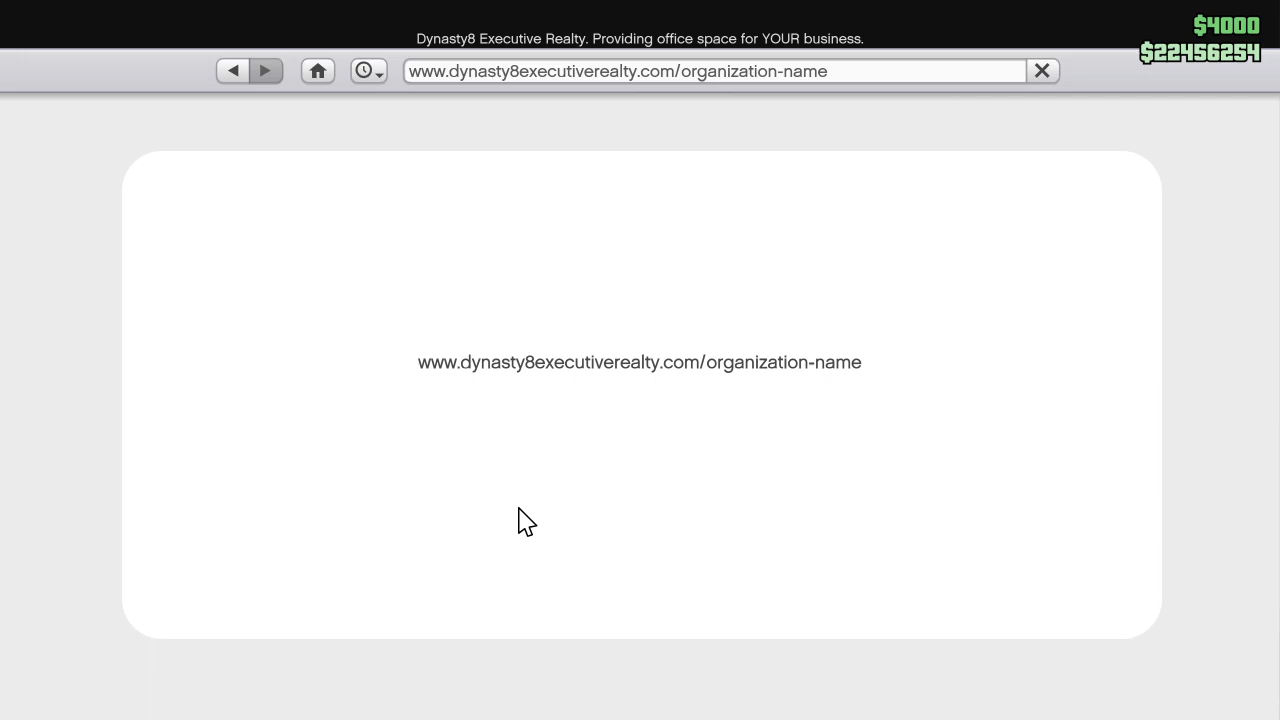 $4000
Dynasty8 Executive Realty. Providing office space for YOUR business.
$22456254
www.dynasty8executiverealty.com/organization-name
www.dynasty8executiverealty.com/organization-name